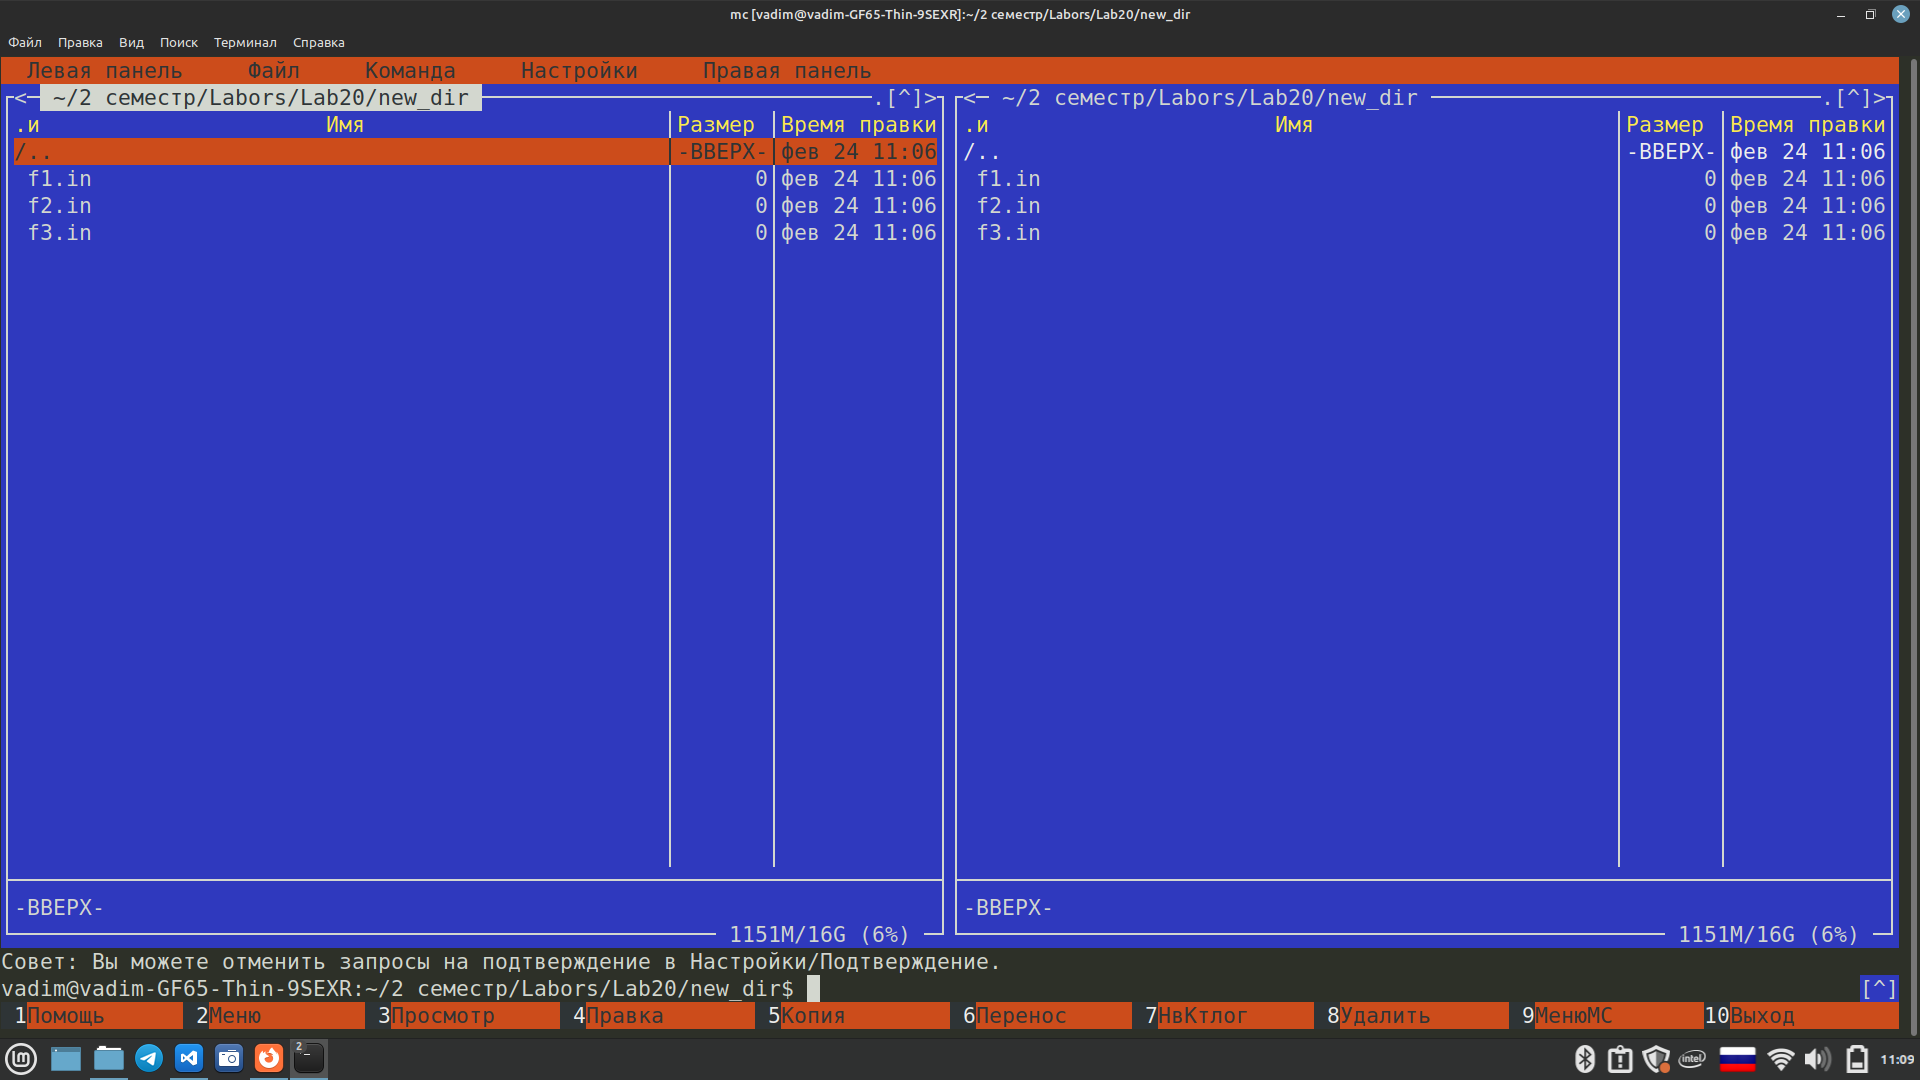 mc [vadim@vadim-GF65-Thin-9SEXR]:~/2 семестр/Labors/Lab20/new_dir
Файл Правка Вид Поиск Терминал Справка
Левая панель Файл Команда Настройки Правая панель
<─ ~/2 семестр/Labors/Lab20/new_dir .[^]> <─ ~/2 семестр/Labors/Lab20/new_dir .[^]>
.и Имя Размер Время правки .и Имя Размер Время правки
/.. -ВВЕРХ- фев 24 11:06 /.. -ВВЕРХ- фев 24 11:06
f1.in 0 фев 24 11:06 f1.in 0 фев 24 11:06
f2.in 0 фев 24 11:06 f2.in 0 фев 24 11:06
f3.in 0 фев 24 11:06 f3.in 0 фев 24 11:06
-ВВЕРХ- -ВВЕРХ-
1151M/16G (6%) 1151M/16G (6%)
Совет: Вы можете отменить запросы на подтверждение в Настройки/Подтверждение.
vadim@vadim-GF65-Thin-9SEXR:~/2 семестр/Labors/Lab20/new_dir$ [^]
1Помощь 2Меню 3Просмотр 4Правка 5Копия 6Перенос 7НвКтлог 8Удалить 9МенюМС 10Выход
2 intel 11:09